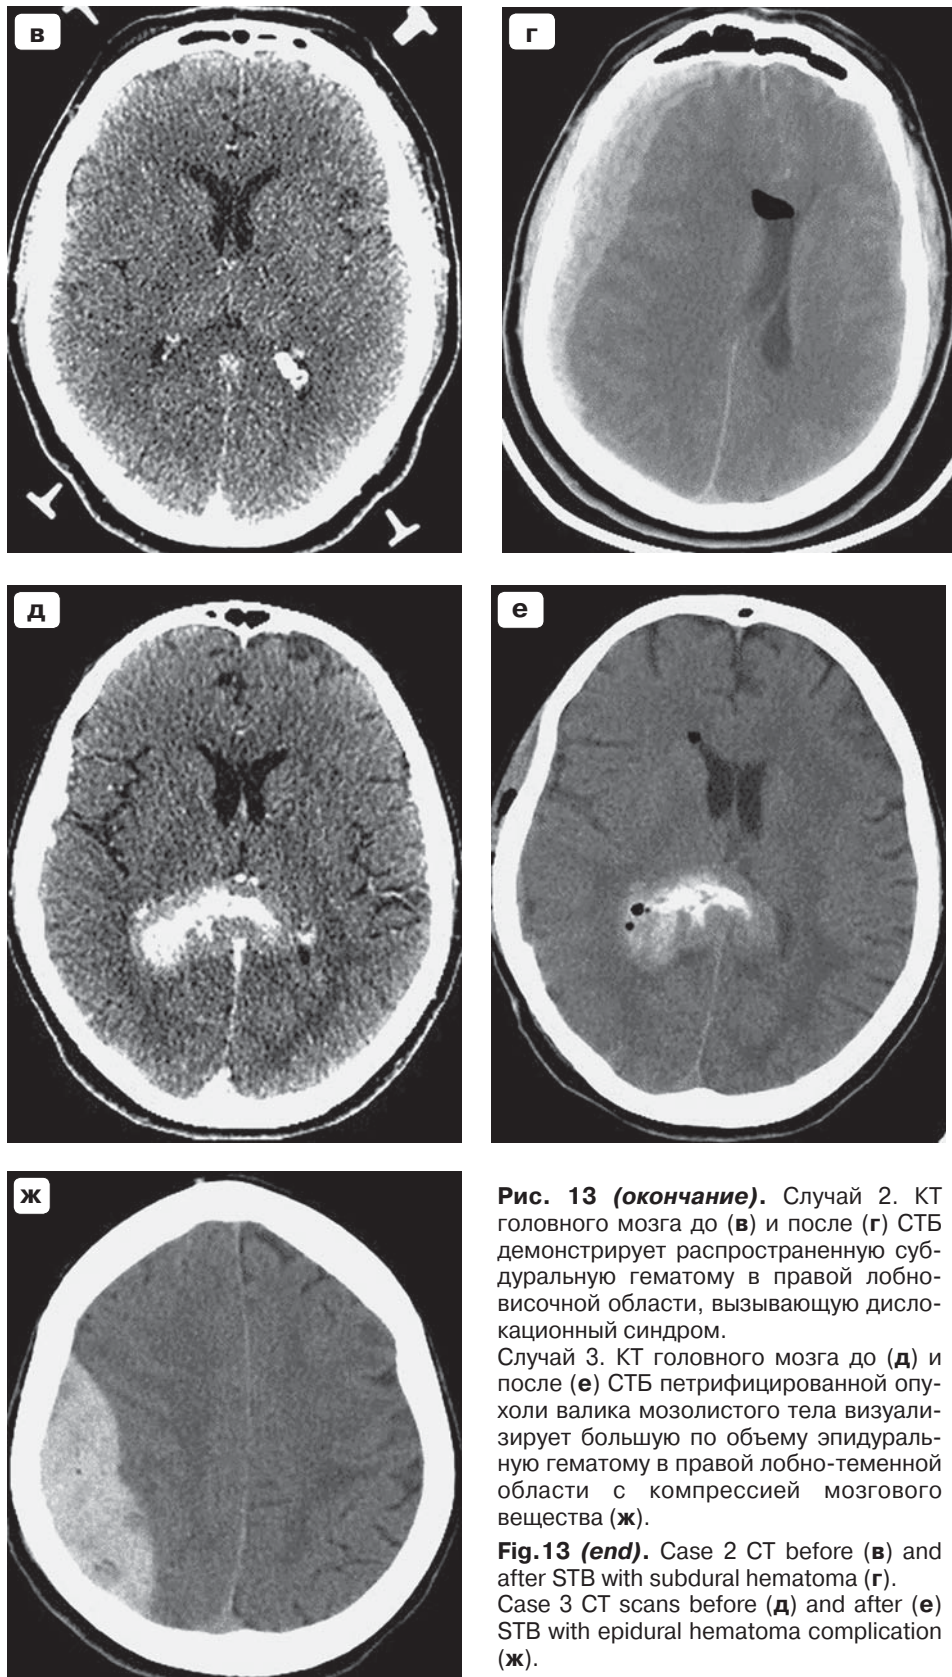 в
г
д
е
ж
Рис. 13 (окончание). Случай 2. КТ
головного мозга до (в) и после (г) СТБ
демонстрирует распространенную суб-
дуральную гематому в правой лобно-
височной области, вызывающую дисло-
кационный синдром.
Случай 3. КТ головного мозга до (д) и
после (е) СТБ петрифицированной опу-
холи валика мозолистого тела визуали-
зирует большую по объему эпидураль-
ную гематому в правой лобно-теменной
области с компрессией мозгового
вещества (ж).
Fig.13 (end). Case 2 CT before (в) and
after STB with subdural hematoma (г).
Case 3 CT scans before (д) and after (е)
STB with epidural hematoma complication
(ж).